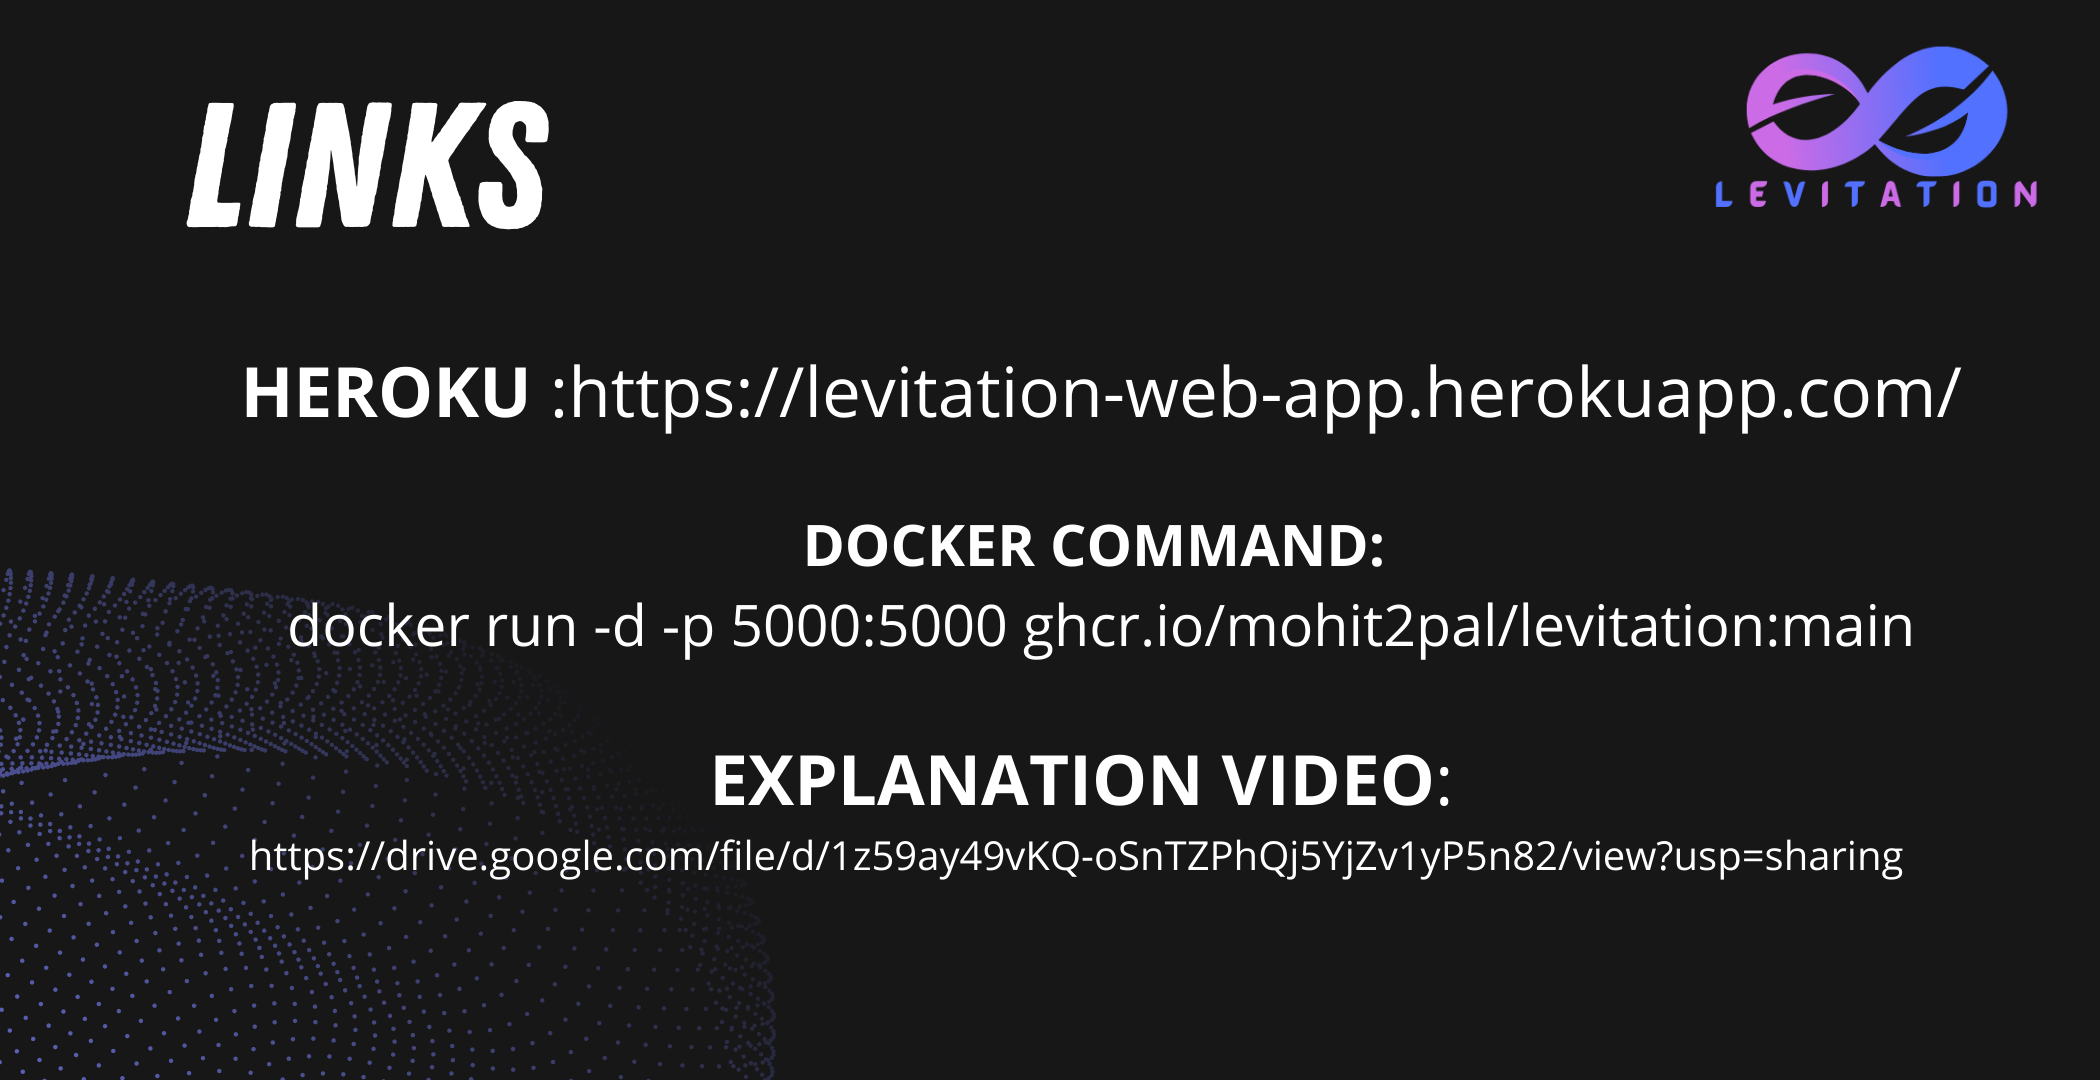 LINKS
LEVITATION
HEROKU :https://levitation-web-app.herokuapp.com/
DOCKER COMMAND:
docker run -d -p 5000:5000 ghcr.io/mohit2pal/levitation:main
EXPLANATION VIDEO:
https://drive.google.com/file/d/1z59ay49vKQ-oSnTZPhQj5YjZv1yP5n82/view?usp=sharing